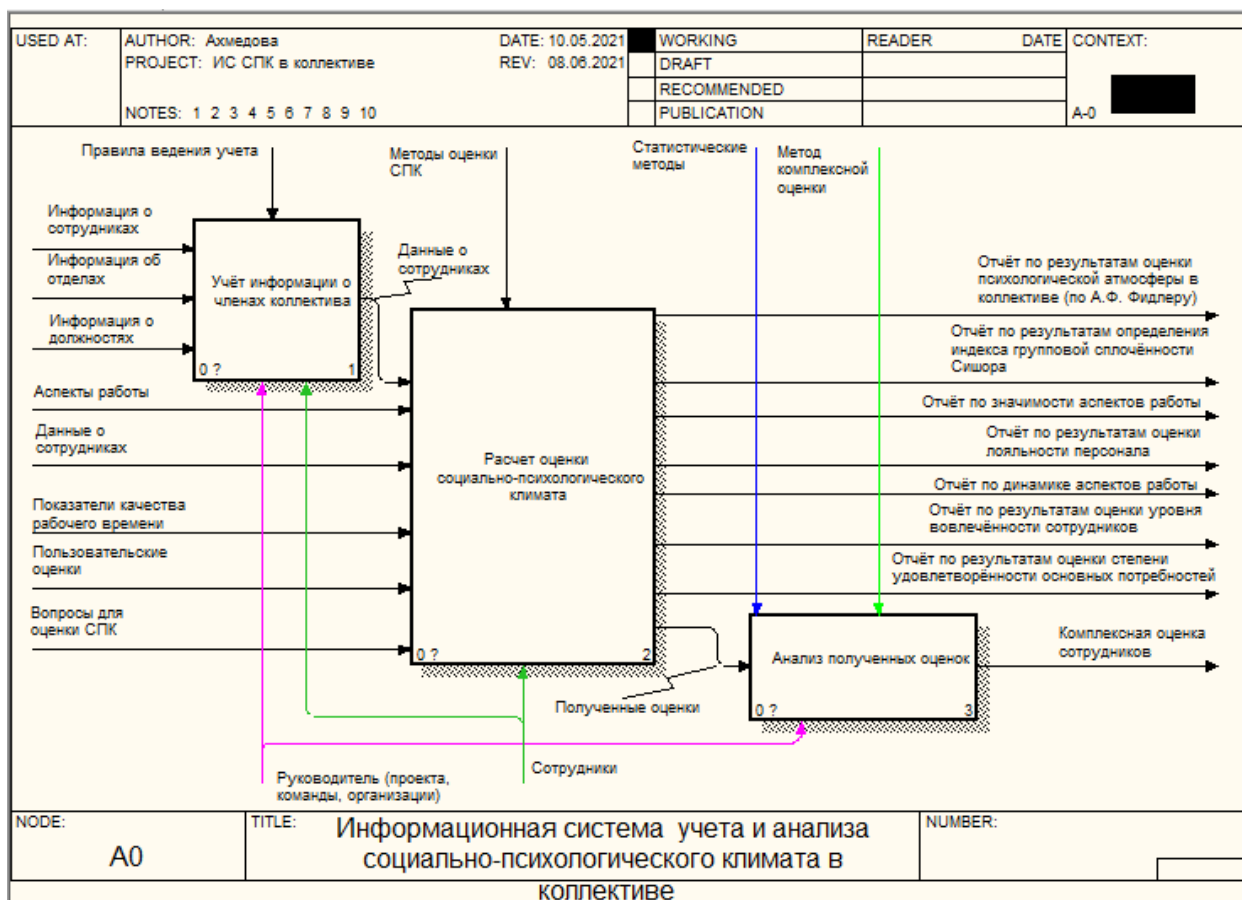 USED AT:
AUTHOR: Ахмедова
DATE: 10.05.2021
WORKING
READER
DATE
CONTEXT:
PROJECT: ИС СПК в коллективе
REV: 08.06.2021
DRAFT
RECOMMENDED
NOTES: 1 2 3 4 5 6 7 8 9 10
PUBLICATION
A-0
Правила ведения учета
Методы оценки
СПК
Статистические
методы
Метод
комплексной
оценки
Информация о
сотрудниках
Информация об
отделах
Информация о
должностях
Учёт информации о
членах коллектива
0 ?
1
Данные о
сотрудниках
Аспекты работы
Данные о
сотрудниках
Показатели качества
рабочего времени
Пользовательские
оценки
Вопросы для
оценки СПК
Расчет оценки
социально-психологического
климата
0 ?
2
Отчёт по результатам оценки
психологической атмосферы в
коллективе (по А.Ф. Фидлеру)
Отчёт по результатам определения
индекса групповой сплочённости
Сишора
Отчёт по значимости аспектов работы
Отчёт по результатам оценки
лояльности персонала
Отчёт по динамике аспектов работы
Отчёт по результатам оценки уровня
вовлечённости сотрудников
Отчёт по результатам оценки степени
удовлетворённости основных потребностей
Анализ полученных оценок
0 ?
3
Комплексная оценка
сотрудников
Полученные оценки
Сотрудники
Руководитель (проекта,
команды, организации)
NODE:
A0
TITLE:
Информационная система учета и анализа
социально-психологического климата в
коллективе
NUMBER: